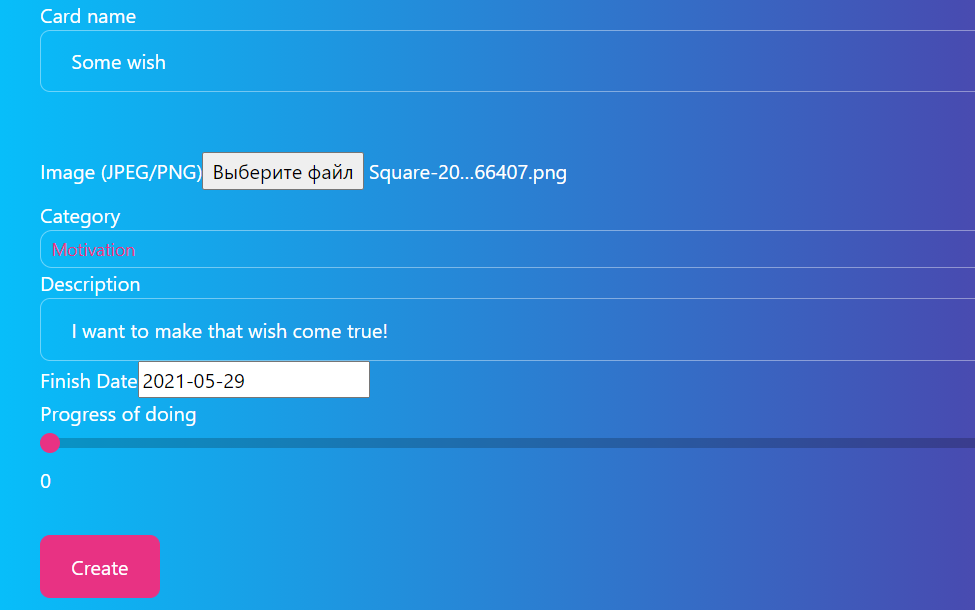 Card name
Some wish
Image (JPEG/PNG) Выберите файл Square-20...66407.png
Category
Motivation
Description
I want to make that wish come true!
Finish Date 2021-05-29
Progress of doing
0
Create